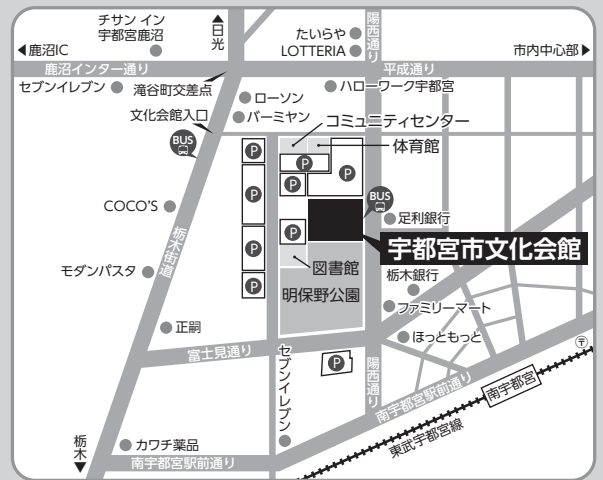 チサン イン
宇都宮鹿沼
▲日光
たいらや
LOTTERIA
陽西通り
◀鹿沼IC
市内中心部▶
鹿沼インター通り
平成通り
セブンイレブン
滝谷町交差点
ハローワーク宇都宮
ローソン
文化会館入口
バーミヤン
コミュニティセンター
BUS
体育館
P
P
P
P
P
BUS
COCO'S
足利銀行
P
P
宇都宮市文化会館
栃木街道
図書館
栃木銀行
モダンパスタ
明保野公園
P
ファミリーマート
正嗣
ほっともっと
富士見通り
〒
セブンイレブン
P
陽西通り
南宇都宮駅前通り
南宇都宮
東武宇都宮線
栃木▼
カワチ薬品
南宇都宮駅前通り